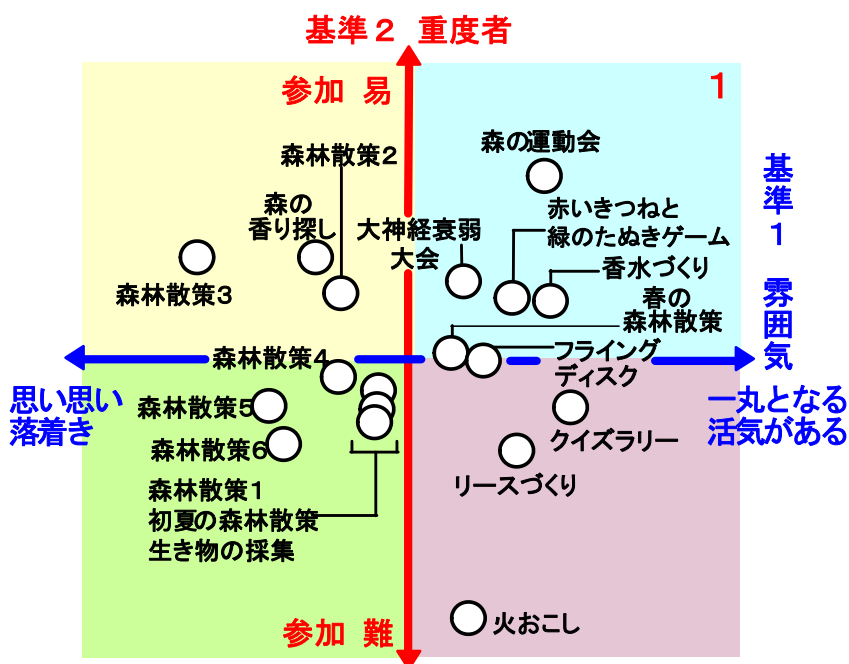 基準２ 重度者
参加 易
1
森の運動会
森林散策２
森の
香り探し
大神経衰弱
大会
赤いきつねと
緑のたぬきゲーム
香水づくり
春の
森林散策
森林散策３
基準１ 雰囲気
森林散策４
フライング
ディスク
思い思い
落着き
一丸となる
活気がある
森林散策５
クイズラリー
森林散策６
リースづくり
森林散策１
初夏の森林散策
生き物の採集
参加 難
火おこし